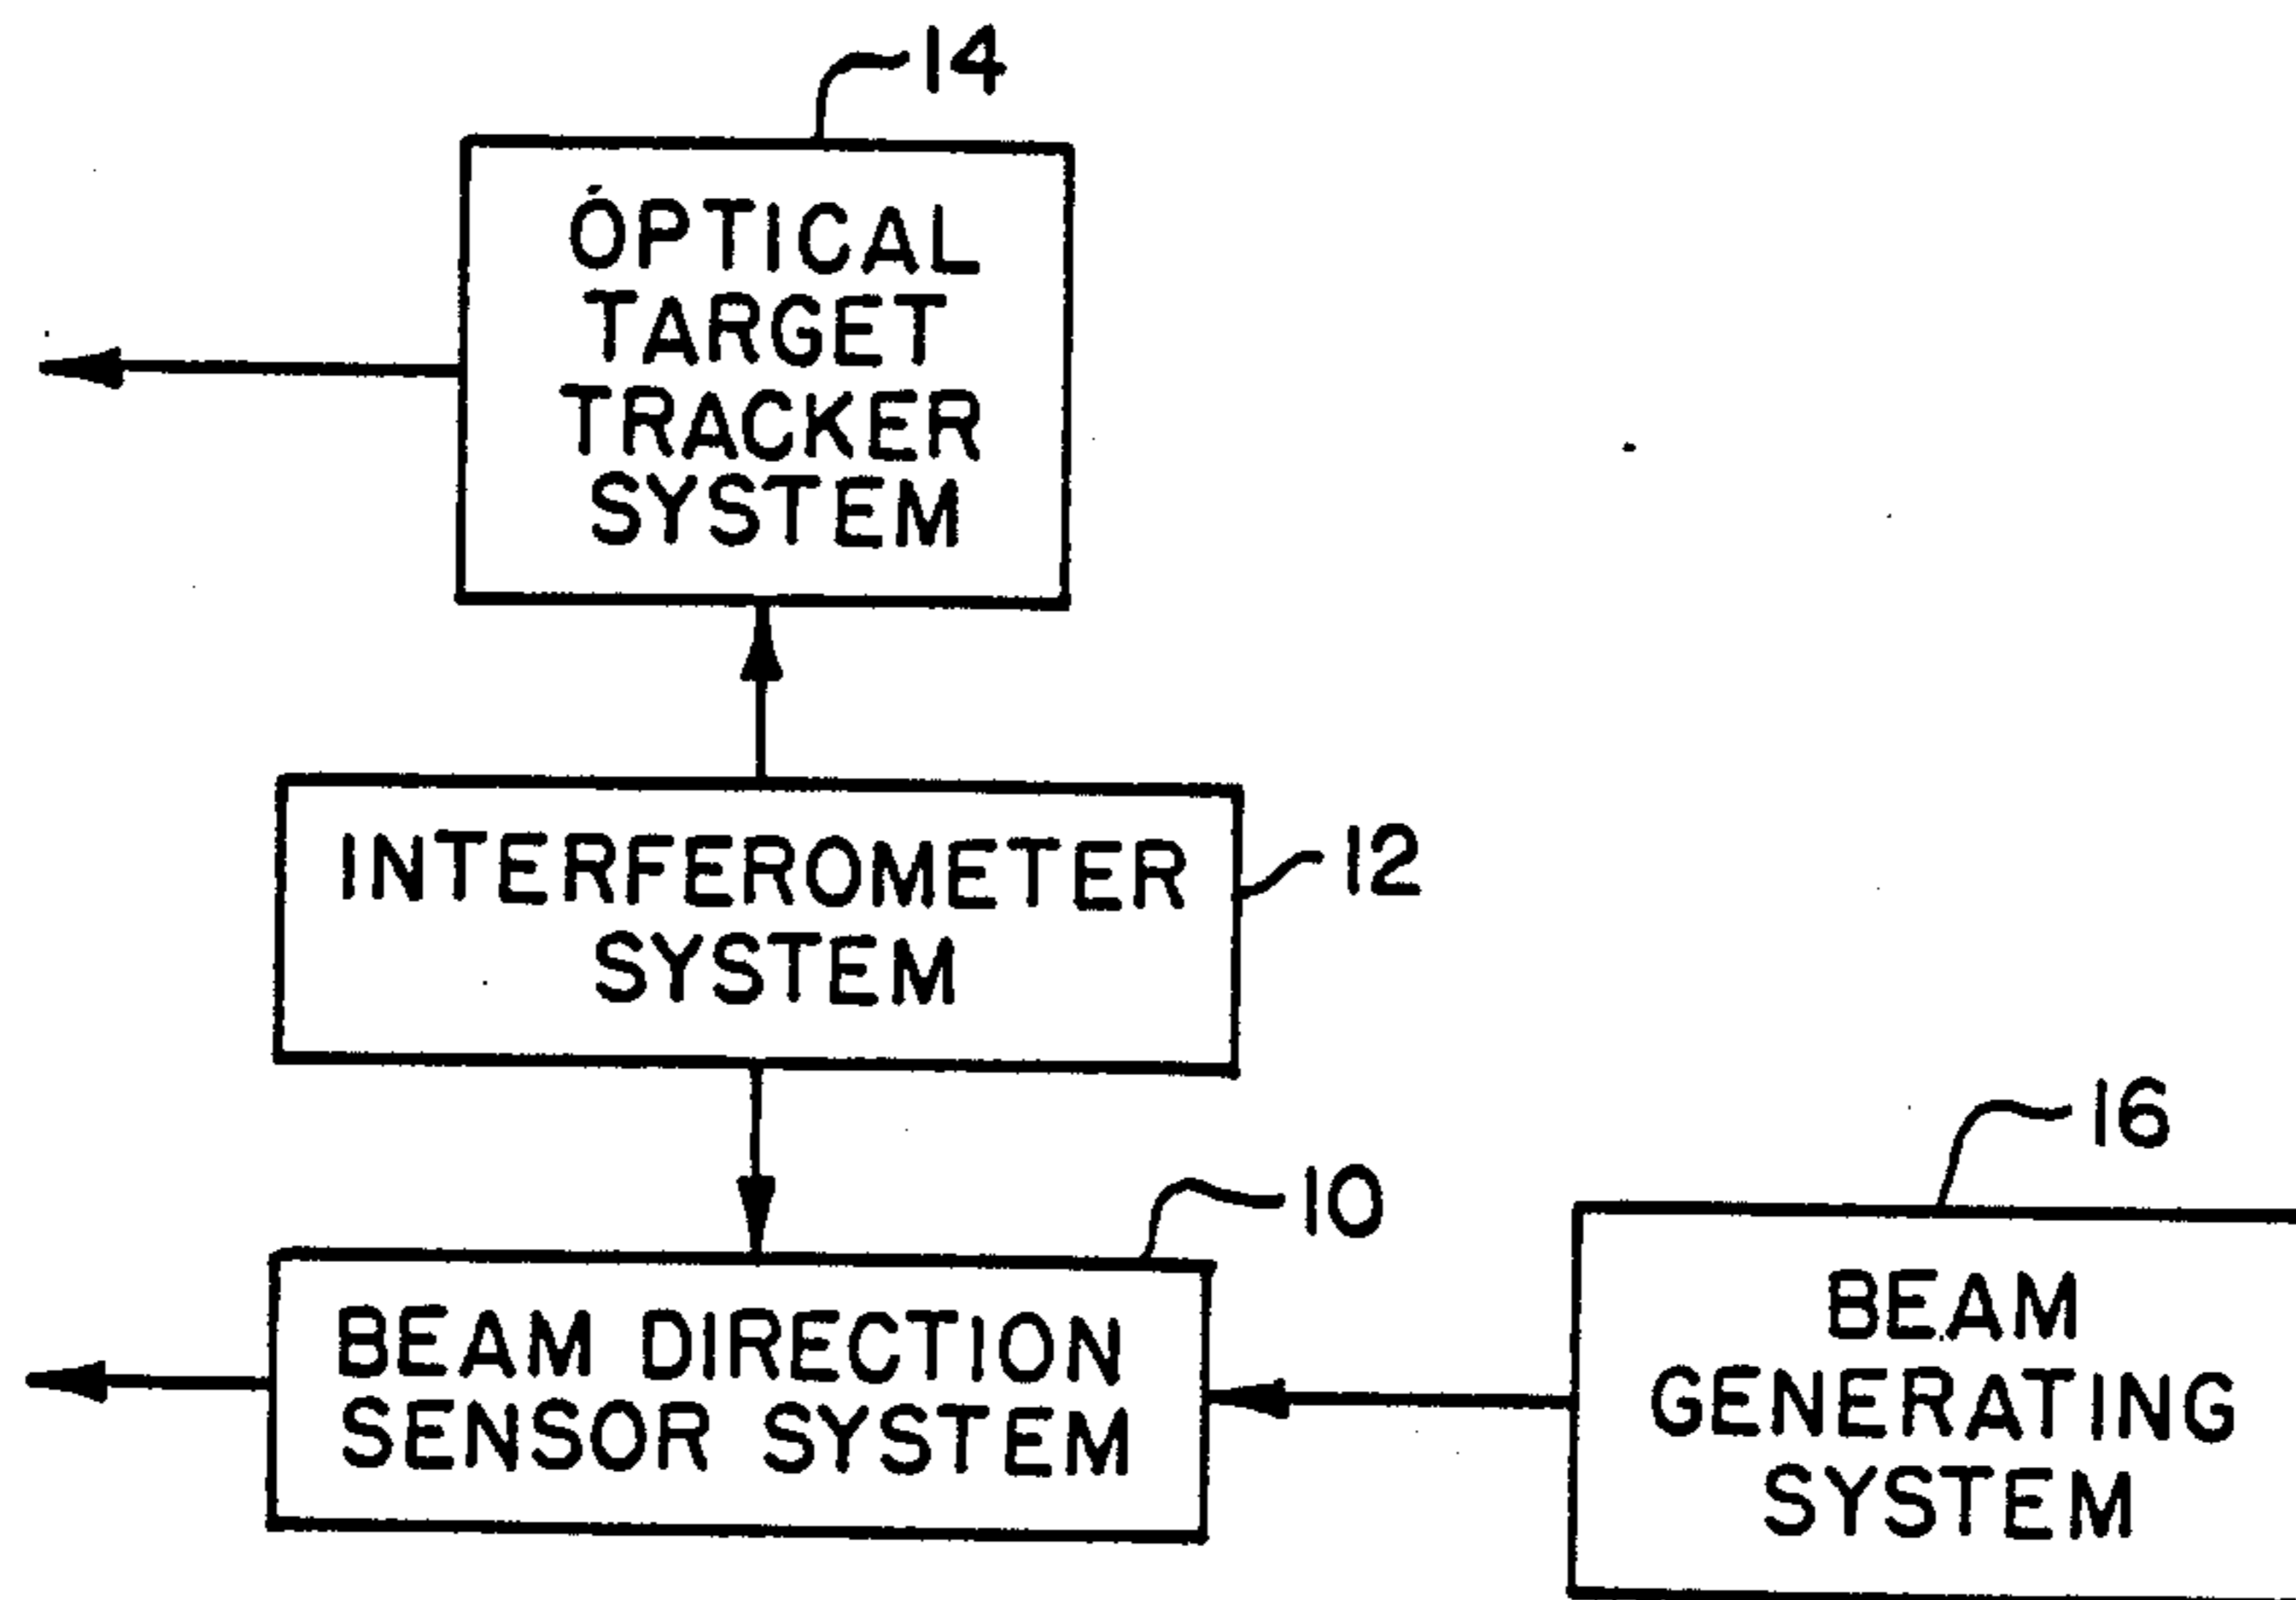 14
OPTICAL
TARGET
TRACKER
SYSTEM
INTERFEROMETER
SYSTEM
12
10
BEAM DIRECTION
SENSOR SYSTEM
16
BEAM
GENERATING
SYSTEM